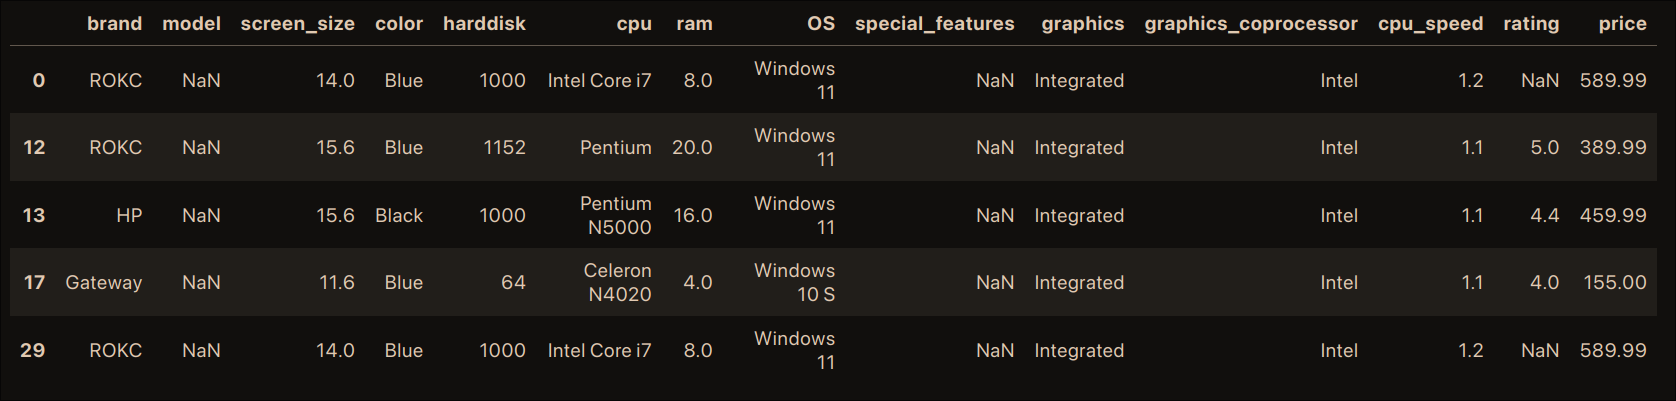 brand model screen_size color harddisk cpu ram OS special_features graphics graphics_coprocessor cpu_speed rating price
0 ROKC NaN 14.0 Blue 1000 Intel Core i7 8.0 Windows 11 NaN Integrated Intel 1.2 NaN 589.99
12 ROKC NaN 15.6 Blue 1152 Pentium 20.0 Windows 11 NaN Integrated Intel 1.1 5.0 389.99
13 HP NaN 15.6 Black 1000 Pentium N5000 16.0 Windows 11 NaN Integrated Intel 1.1 4.4 459.99
17 Gateway NaN 11.6 Blue 64 Celeron N4020 4.0 Windows 10 S NaN Integrated Intel 1.1 4.0 155.00
29 ROKC NaN 14.0 Blue 1000 Intel Core i7 8.0 Windows 11 NaN Integrated Intel 1.2 NaN 589.99